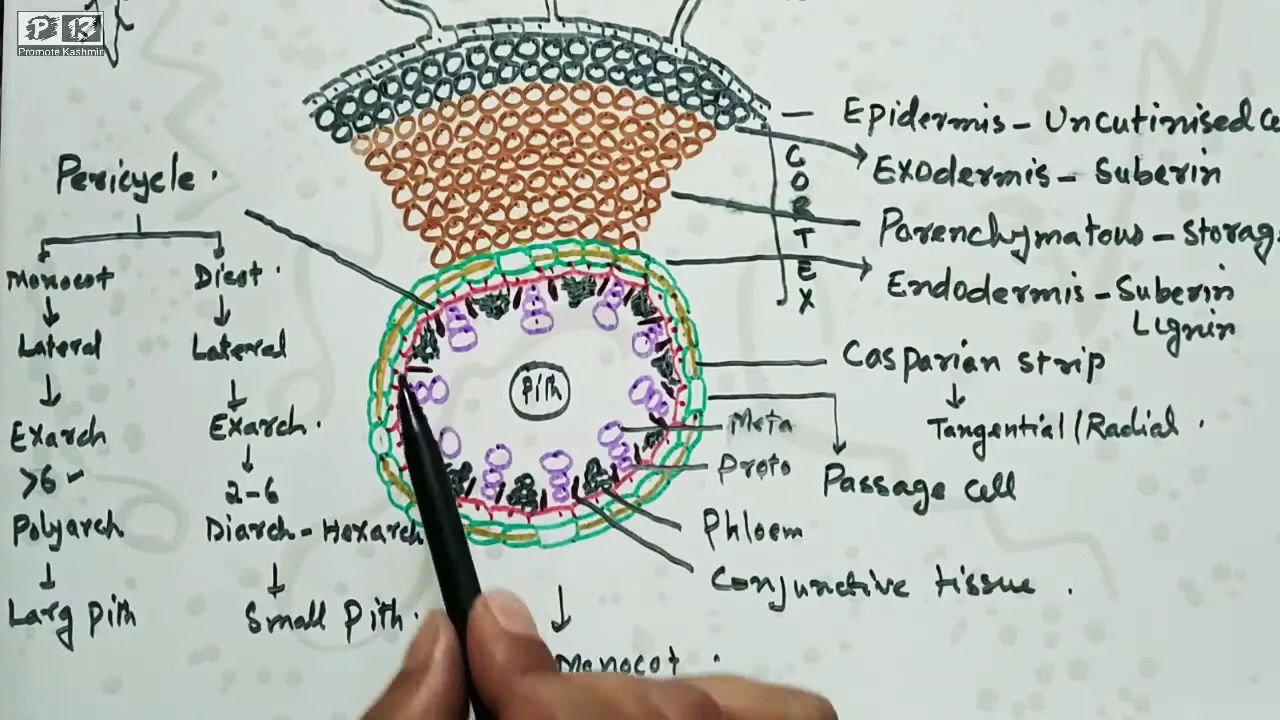 PK
Promote Kashmir
Epidermis - Uncutinised Ce
Exodermis - Suberin
Parenchymatous - Storag
Endodermis - Suberin
Lignin
CORTEX
Casparian strip
Tangential / Radial
Passage cell
Meta
Proto
Phloem
Conjunctive tissue.
Pith
Pericycle.
Monocot
Lateral
Exarch
>6
Polyarch
Larg Pith
Dicot.
Lateral
Exarch.
2-6
Diarch - Hexarch
Small Pith.
Monocot.